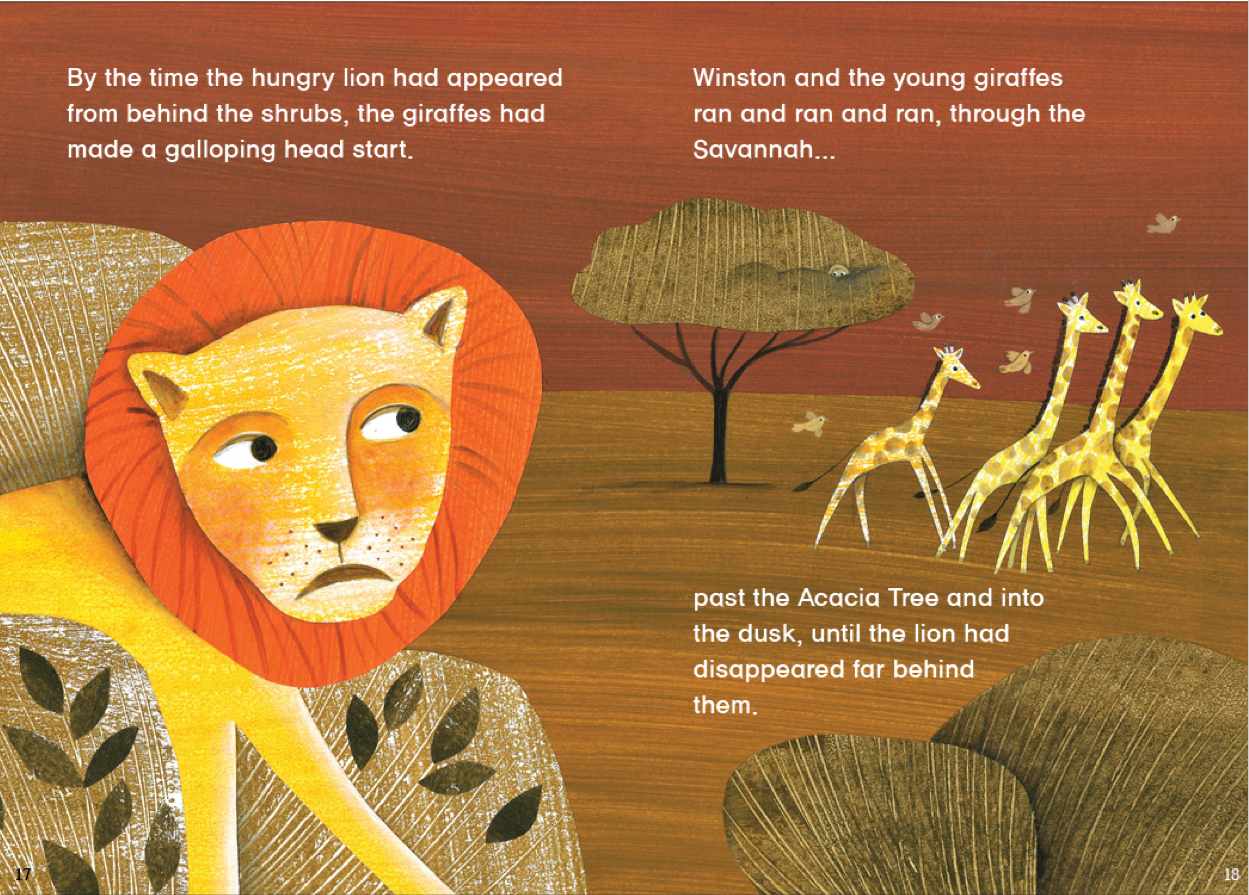 By the time the hungry lion had appeared
from behind the shrubs, the giraffes had
made a galloping head start.
Winston and the young giraffes
ran and ran and ran, through the
Savannah...
past the Acacia Tree and into
the dusk, until the lion had
disappeared far behind
them.
17
18